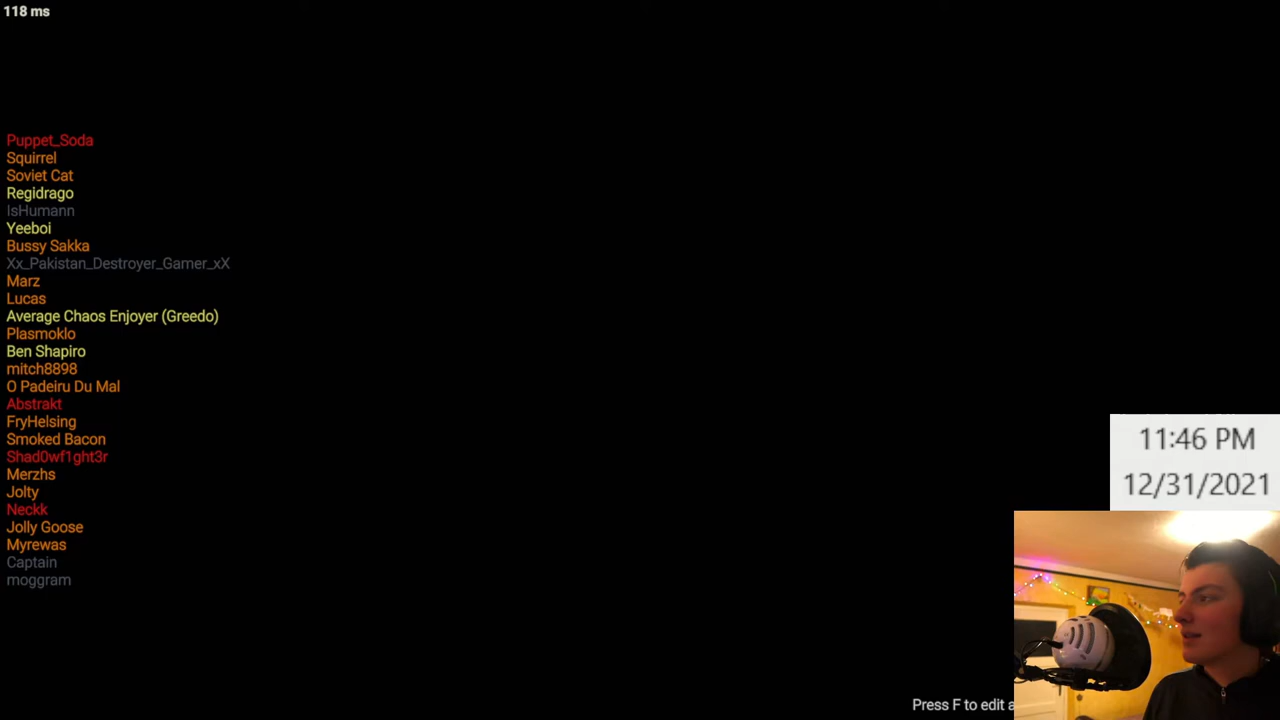 118 ms
Puppet_Soda
Squirrel
Soviet Cat
Regidrago
IsHumann
Yeeboi
Bussy Sakka
Xx_Pakistan_Destroyer_Gamer_xX
Marz
Lucas
Average Chaos Enjoyer (Greedo)
Plasmoklo
Ben Shapiro
mitch8898
O Padeiru Du Mal
Abstrakt
FryHelsing
Smoked Bacon
Shad0wf1ght3r
Merzhs
Jolty
Neckk
Jolly Goose
Myrewas
Captain
moggram
11:46 PM
12/31/2021
Press F to edit a